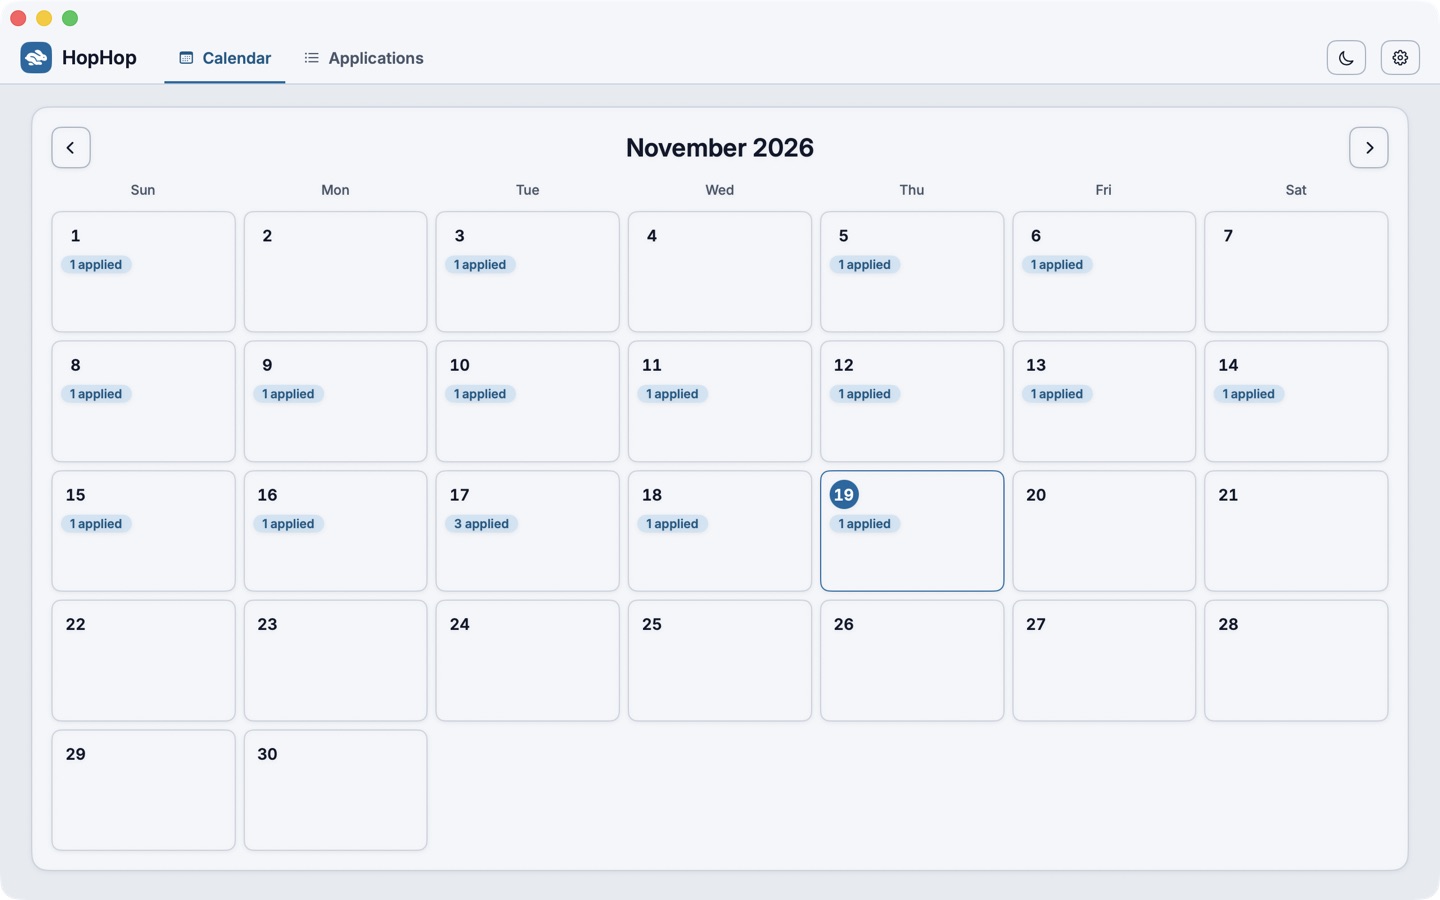 HopHop Calendar Applications
November 2026
Sun Mon Tue Wed Thu Fri Sat
1 2 3 4 5 6 7
1 applied 1 applied 1 applied 1 applied
8 9 10 11 12 13 14
1 applied 1 applied 1 applied 1 applied 1 applied 1 applied 1 applied
15 16 17 18 19 20 21
1 applied 1 applied 3 applied 1 applied 1 applied
22 23 24 25 26 27 28
29 30